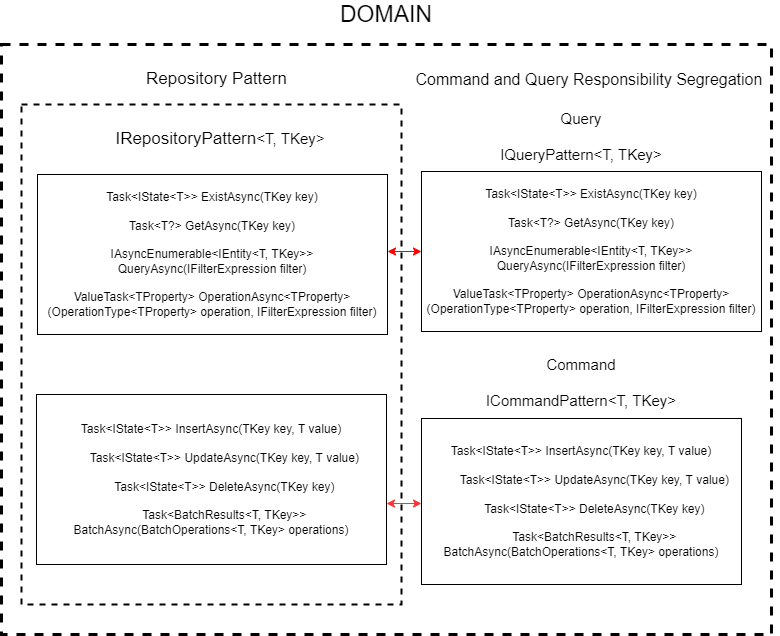 DOMAIN
Repository Pattern
IRepositoryPattern<T, TKey>
Task<IState<T>> ExistAsync(TKey key)
Task<T?> GetAsync(TKey key)
IAsyncEnumerable<IEntity<T, TKey>>
QueryAsync(IFilterExpression filter)
ValueTask<TProperty> OperationAsync<TProperty>
(OperationType<TProperty> operation, IFilterExpression filter)
Task<IState<T>> InsertAsync(TKey key, T value)
Task<IState<T>> UpdateAsync(TKey key, T value)
Task<IState<T>> DeleteAsync(TKey key)
Task<BatchResults<T, TKey>>
BatchAsync(BatchOperations<T, TKey> operations)
Command and Query Responsibility Segregation
Query
IQueryPattern<T, TKey>
Task<IState<T>> ExistAsync(TKey key)
Task<T?> GetAsync(TKey key)
IAsyncEnumerable<IEntity<T, TKey>>
QueryAsync(IFilterExpression filter)
ValueTask<TProperty> OperationAsync<TProperty>
(OperationType<TProperty> operation, IFilterExpression filter)
Command
ICommandPattern<T, TKey>
Task<IState<T>> InsertAsync(TKey key, T value)
Task<IState<T>> UpdateAsync(TKey key, T value)
Task<IState<T>> DeleteAsync(TKey key)
Task<BatchResults<T, TKey>>
BatchAsync(BatchOperations<T, TKey> operations)